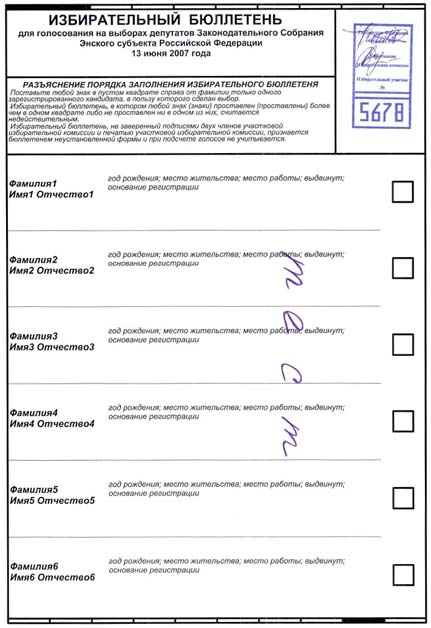 ИЗБИРАТЕЛЬНЫЙ БЮЛЛЕТЕНЬ
для голосования на выборах депутатов Законодательного Собрания
Энского субъекта Российской Федерации
13 июня 2007 года
избирательной комиссии
Избирательный участок
№
5678
РАЗЪЯСНЕНИЕ ПОРЯДКА ЗАПОЛНЕНИЯ ИЗБИРАТЕЛЬНОГО БЮЛЛЕТЕНЯ
Поставьте любой знак в пустом квадрате справа от фамилии только одного
зарегистрированного кандидата, в пользу которого сделан выбор.
Избирательный бюллетень, в котором любой знак (знаки) проставлен (проставлены) более
чем в одном квадрате либо не проставлен ни в одном из них, считается
недействительным.
Избирательный бюллетень, не заверенный подписями двух членов участковой
избирательной комиссии и печатью участковой избирательной комиссии, признается
бюллетенем неустановленной формы и при подсчете голосов не учитывается.
Фамилия1
Имя1 Отчество1
год рождения; место жительства; место работы; выдвинут;
основание регистрации
Фамилия2
Имя2 Отчество2
год рождения; место жительства; место работы; выдвинут;
основание регистрации
Фамилия3
Имя3 Отчество3
год рождения; место жительства; место работы; выдвинут;
основание регистрации
Фамилия4
Имя4 Отчество4
год рождения; место жительства; место работы; выдвинут;
основание регистрации
Фамилия5
Имя5 Отчество5
год рождения; место жительства; место работы; выдвинут;
основание регистрации
Фамилия6
Имя6 Отчество6
год рождения; место жительства; место работы; выдвинут;
основание регистрации
тест